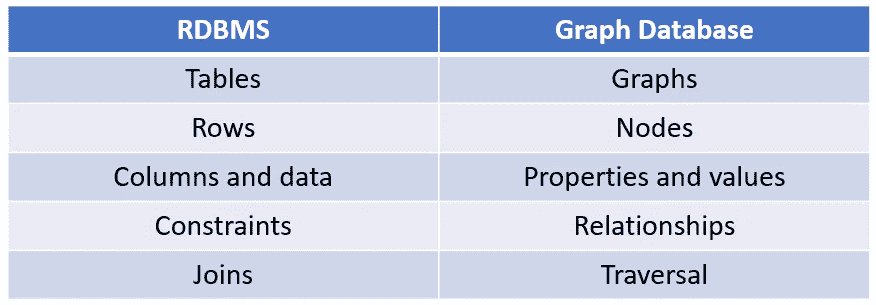 RDBMS Graph Database
Tables Graphs
Rows Nodes
Columns and data Properties and values
Constraints Relationships
Joins Traversal